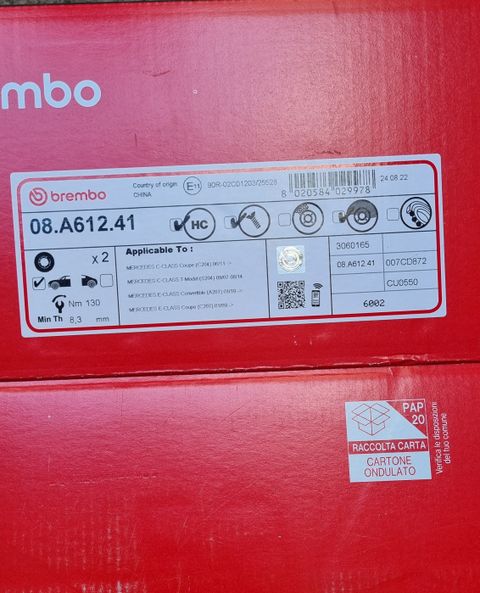 mbo
brembo
Country of origin
CHINA
E11
90R-02C01203/25528
8 020584 029978
24.08.22
08.A612.41
HC
x 2
Nm 130
Min Th 8,3 mm
Applicable To :
MERCEDES C-CLASS Coupe (C204) 06/11 ->
MERCEDES C-CLASS T-Model (S204) 08/07 08/14
MERCEDES E-CLASS Convertible (A207) 01/10 ->
MERCEDES E-CLASS Coupe (C207) 01/09 ->
3060165
08.A612.41
007CD872
CU0550
6002
PAP
20
RACCOLTA CARTA
CARTONE
ONDULATO
Verifica le disposizioni
del tuo comune